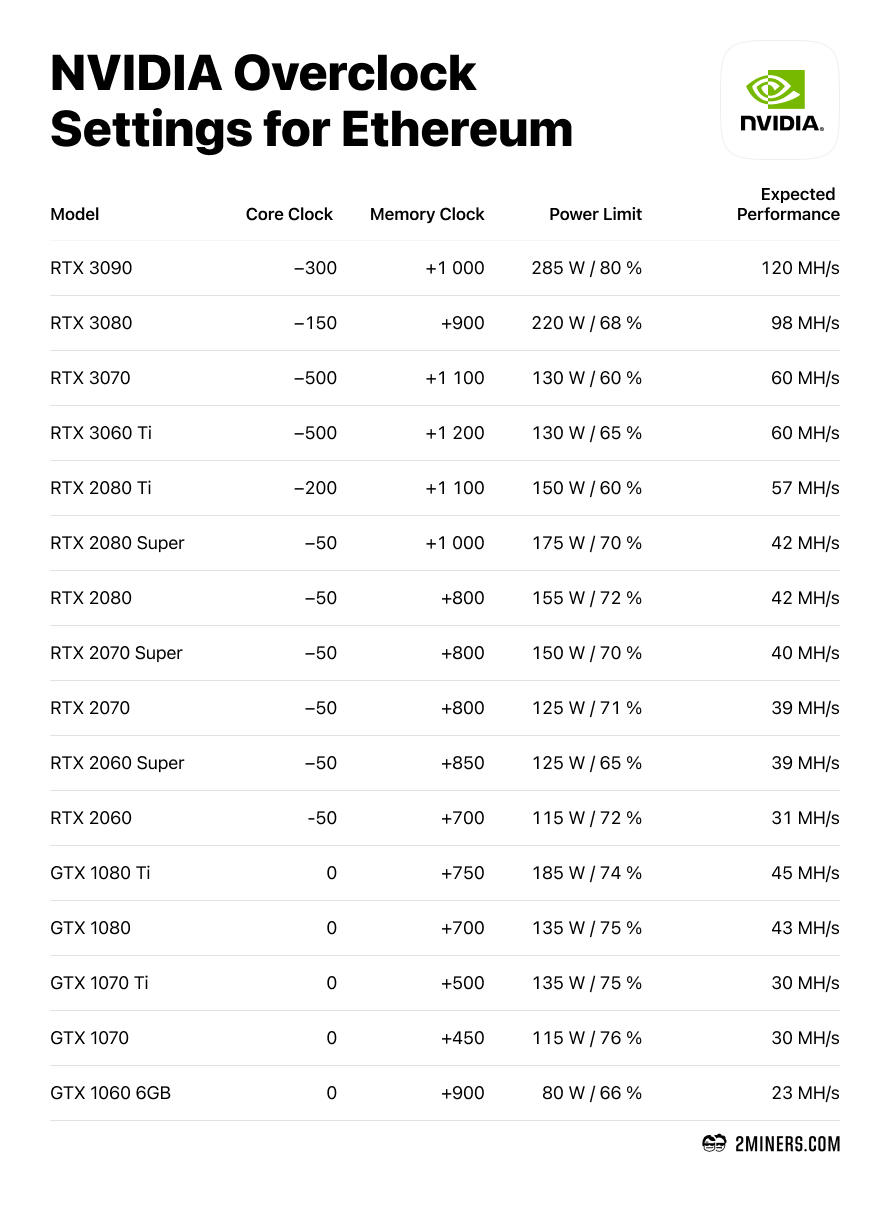 NVIDIA Overclock
Settings for Ethereum
NVIDIA.
Model Core Clock Memory Clock Power Limit Expected Performance
RTX 3090 –300 +1 000 285 W / 80 % 120 MH/s
RTX 3080 –150 +900 220 W / 68 % 98 MH/s
RTX 3070 –500 +1 100 130 W / 60 % 60 MH/s
RTX 3060 Ti –500 +1 200 130 W / 65 % 60 MH/s
RTX 2080 Ti –200 +1 100 150 W / 60 % 57 MH/s
RTX 2080 Super –50 +1 000 175 W / 70 % 42 MH/s
RTX 2080 –50 +800 155 W / 72 % 42 MH/s
RTX 2070 Super –50 +800 150 W / 70 % 40 MH/s
RTX 2070 –50 +800 125 W / 71 % 39 MH/s
RTX 2060 Super –50 +850 125 W / 65 % 39 MH/s
RTX 2060 -50 +700 115 W / 72 % 31 MH/s
GTX 1080 Ti 0 +750 185 W / 74 % 45 MH/s
GTX 1080 0 +700 135 W / 75 % 43 MH/s
GTX 1070 Ti 0 +500 135 W / 75 % 30 MH/s
GTX 1070 0 +450 115 W / 76 % 30 MH/s
GTX 1060 6GB 0 +900 80 W / 66 % 23 MH/s
2MINERS.COM